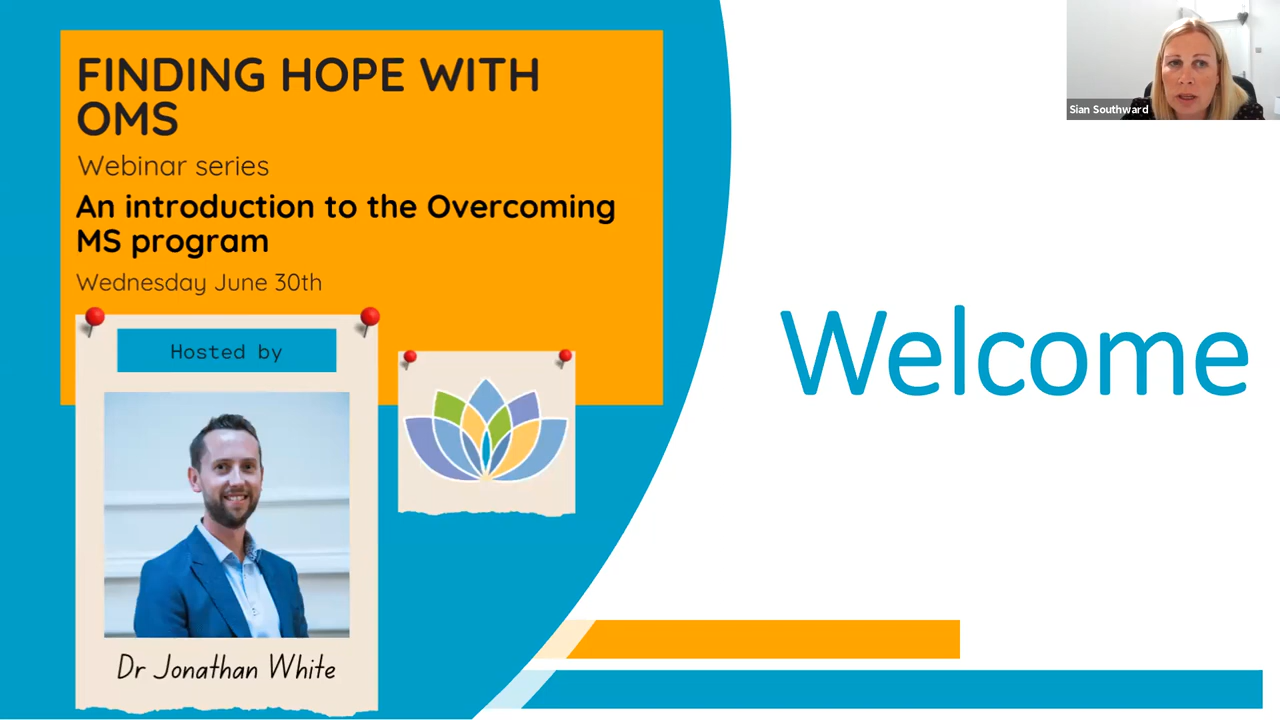 FINDING HOPE WITH
OMS
Webinar series
An introduction to the Overcoming
MS program
Wednesday June 30th
Hosted by
Dr Jonathan White
Welcome
Sian Southward